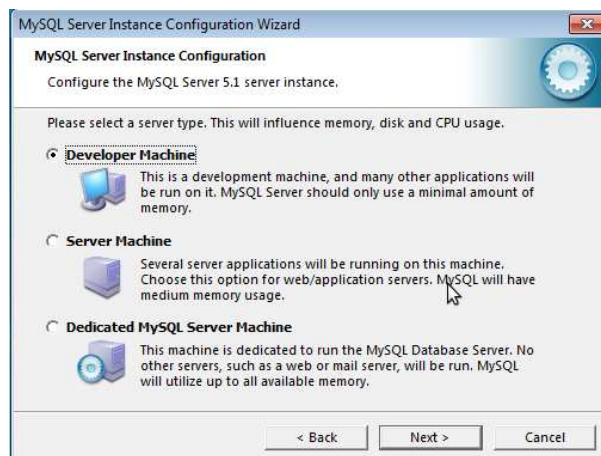 MySQL Server Instance Configuration Wizard
MySQL Server Instance Configuration
Configure the MySQL Server 5.1 server instance.
Please select a server type. This will influence memory, disk and CPU usage.
Developer Machine
This is a development machine, and many other applications will
be run on it. MySQL Server should only use a minimal amount of
memory.
Server Machine
Several server applications will be running on this machine.
Choose this option for web/application servers. MySQL will have
medium memory usage.
Dedicated MySQL Server Machine
This machine is dedicated to run the MySQL Database Server. No
other servers, such as a web or mail server, will be run. MySQL
will utilize up to all available memory.
< Back Next > Cancel